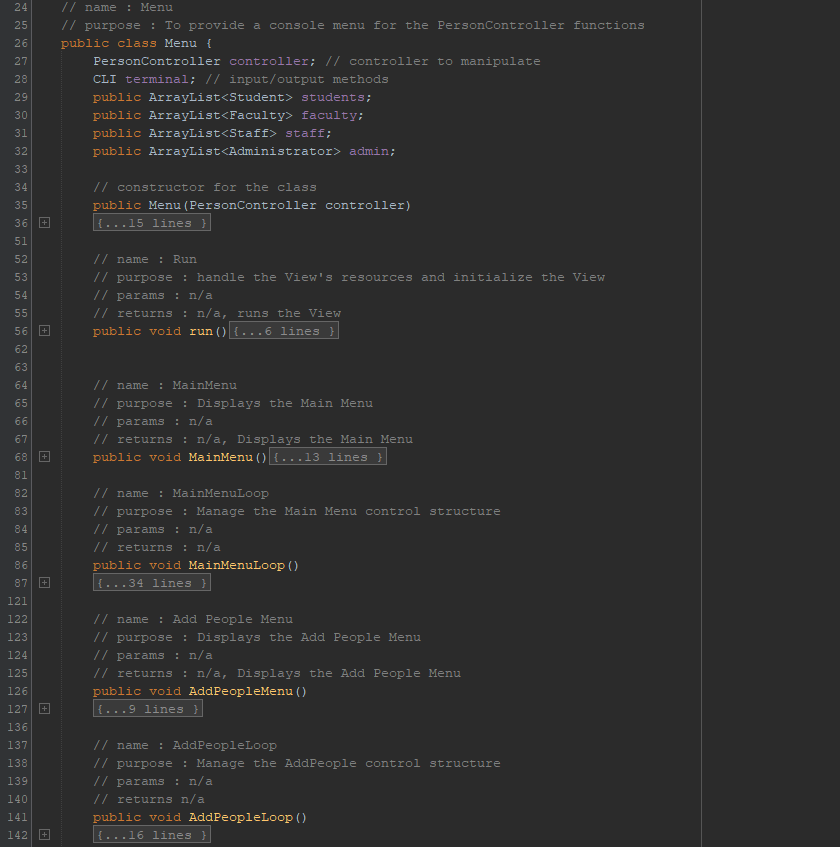 24 // name : Menu
25 // purpose : To provide a console menu for the PersonController functions
26 public class Menu {
27 PersonController controller; // controller to manipulate
28 CLI terminal; // input/output methods
29 public ArrayList<Student> students;
30 public ArrayList<Faculty> faculty;
31 public ArrayList<Staff> staff;
32 public ArrayList<Administrator> admin;
33
34 // constructor for the class
35 public Menu(PersonController controller)
36 {...15 lines }
51
52 // name : Run
53 // purpose : handle the View's resources and initialize the View
54 // params : n/a
55 // returns : n/a, runs the View
56 public void run(){...6 lines }
62
63
64 // name : MainMenu
65 // purpose : Displays the Main Menu
66 // params : n/a
67 // returns : n/a, Displays the Main Menu
68 public void MainMenu(){...13 lines }
81
82 // name : MainMenuLoop
83 // purpose : Manage the Main Menu control structure
84 // params : n/a
85 // returns : n/a
86 public void MainMenuLoop()
87 {...34 lines }
121
122 // name : Add People Menu
123 // purpose : Displays the Add People Menu
124 // params : n/a
125 // returns : n/a, Displays the Add People Menu
126 public void AddPeopleMenu()
127 {...9 lines }
136
137 // name : AddPeopleLoop
138 // purpose : Manage the AddPeople control structure
139 // params : n/a
140 // returns n/a
141 public void AddPeopleLoop()
142 {...16 lines }